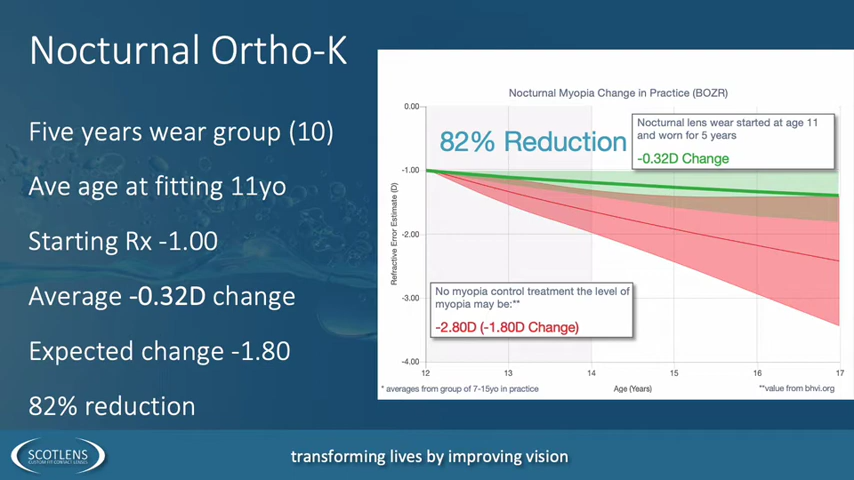 Nocturnal Ortho-K
Five years wear group (10)
Ave age at fitting 11yo
Starting Rx -1.00
Average -0.32D change
Expected change -1.80
82% reduction
Nocturnal Myopia Change in Practice (BOZR)
82% Reduction
Nocturnal lens wear started at age 11
and worn for 5 years
-0.32D Change
No myopia control treatment the level of
myopia may be:**
-2.80D (-1.80D Change)
Refractive Error Estimate (D)
0.00
-1.00
-2.00
-3.00
-4.00
12
13
14
15
16
17
* averages from group of 7-15yo in practice
Age (Years)
**value from bhvi.org
SCOTLENS
CUSTOM FIT CONTACT LENSES
transforming lives by improving vision